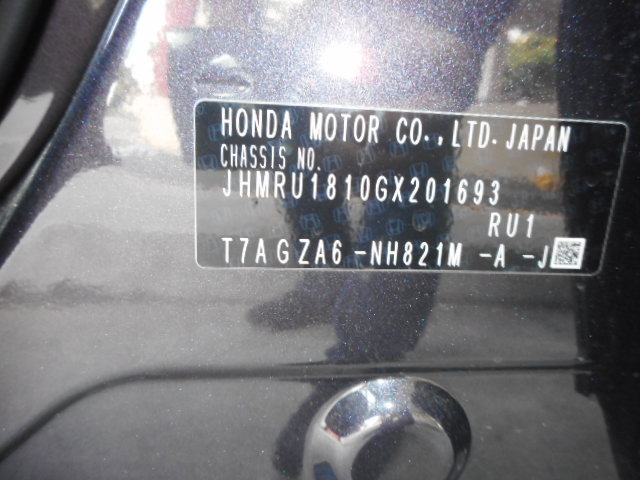 HONDA MOTOR CO.,LTD.JAPAN
CHASSIS NO.
JHMRU1810GX201693
RU1
T7AGZA6-NH821M -A -J